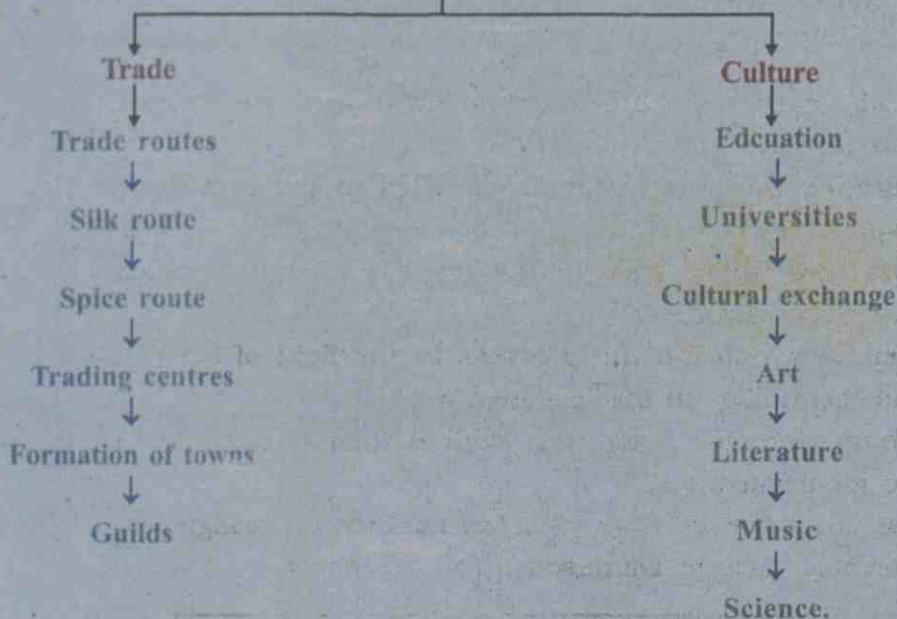 Trade
Trade routes
Silk route
Spice route
Trading centres
Formation of towns
Guilds
Culture
Edcuation
Universities
Cultural exchange
Art
Literature
Music
Science.